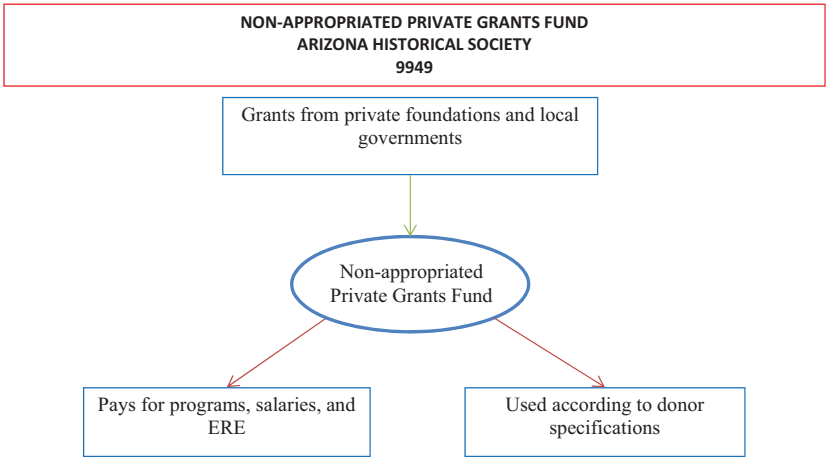 NON-APPROPRIATED PRIVATE GRANTS FUND
ARIZONA HISTORICAL SOCIETY
9949
Grants from private foundations and local
governments
Non-appropriated
Private Grants Fund
Pays for programs, salaries, and
ERE
Used according to donor
specifications